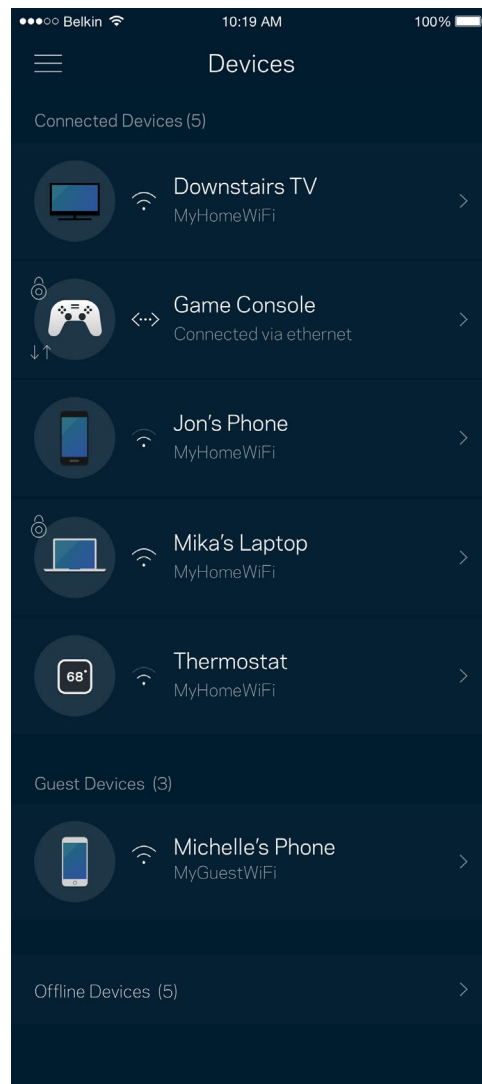 Belkin 10:19 AM 100%
Devices
Connected Devices (5)
Downstairs TV
MyHomeWiFi
Game Console
Connected via ethernet
Jon's Phone
MyHomeWiFi
Mika's Laptop
MyHomeWiFi
68°
Thermostat
MyHomeWiFi
Guest Devices (3)
Michelle's Phone
MyGuestWiFi
Offline Devices (5)